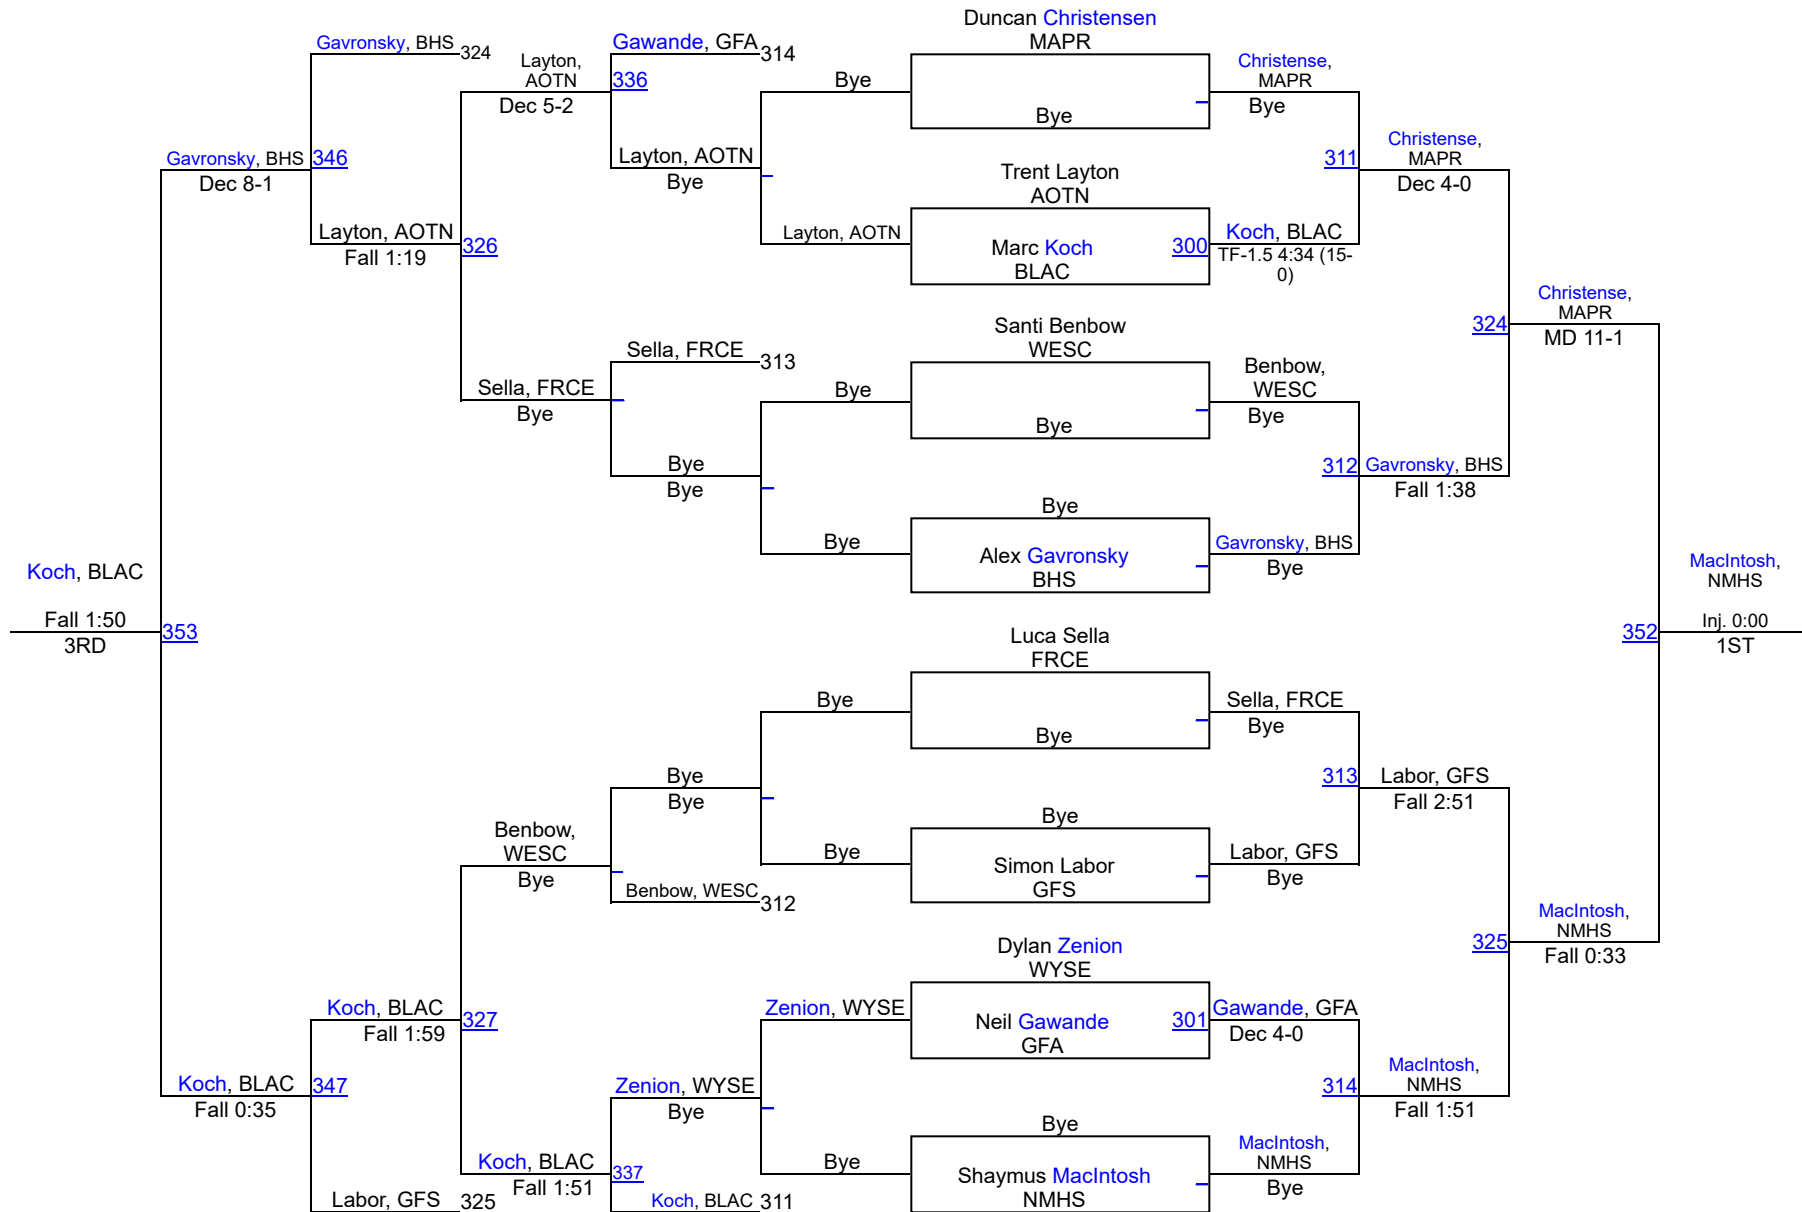 Duncan Christensen
MAPR
Gavronsky, BHS
324
Layton,
AOTN
Dec 5-2
Gawande, GFA
314
336
Bye
Bye
Christense,
MAPR
Bye
Gavronsky, BHS
346
Dec 8-1
Layton, AOTN
Bye
Trent Layton
AOTN
311
Christense,
MAPR
Dec 4-0
Layton, AOTN
326
Fall 1:19
Layton, AOTN
Marc Koch
BLAC
300
Koch, BLAC
TF-1.5 4:34 (15-
0)
Christense,
MAPR
324
MD 11-1
Santi Benbow
WESC
Sella, FRCE
313
Sella, FRCE
Bye
Bye
Bye
Benbow,
WESC
Bye
Bye
Bye
312
Gavronsky, BHS
Fall 1:38
Bye
Bye
Alex Gavronsky
BHS
Gavronsky, BHS
Bye
Koch, BLAC
Fall 1:50
3RD
353
MacIntosh,
NMHS
352
Inj. 0:00
1ST
Luca Sella
FRCE
Bye
Bye
Sella, FRCE
Bye
Bye
Bye
313
Labor, GFS
Fall 2:51
Benbow,
WESC
Bye
Bye
Bye
Simon Labor
GFS
Labor, GFS
Bye
Benbow, WESC
312
MacIntosh,
NMHS
325
Fall 0:33
Dylan Zenion
WYSE
Koch, BLAC
327
Fall 1:59
Zenion, WYSE
Neil Gawande
GFA
301
Gawande, GFA
Dec 4-0
Koch, BLAC
347
Fall 0:35
Zenion, WYSE
Bye
314
MacIntosh,
NMHS
Fall 1:51
Bye
Koch, BLAC
337
Fall 1:51
Bye
Shaymus MacIntosh
NMHS
MacIntosh,
NMHS
Bye
Labor, GFS
325
Koch, BLAC
311